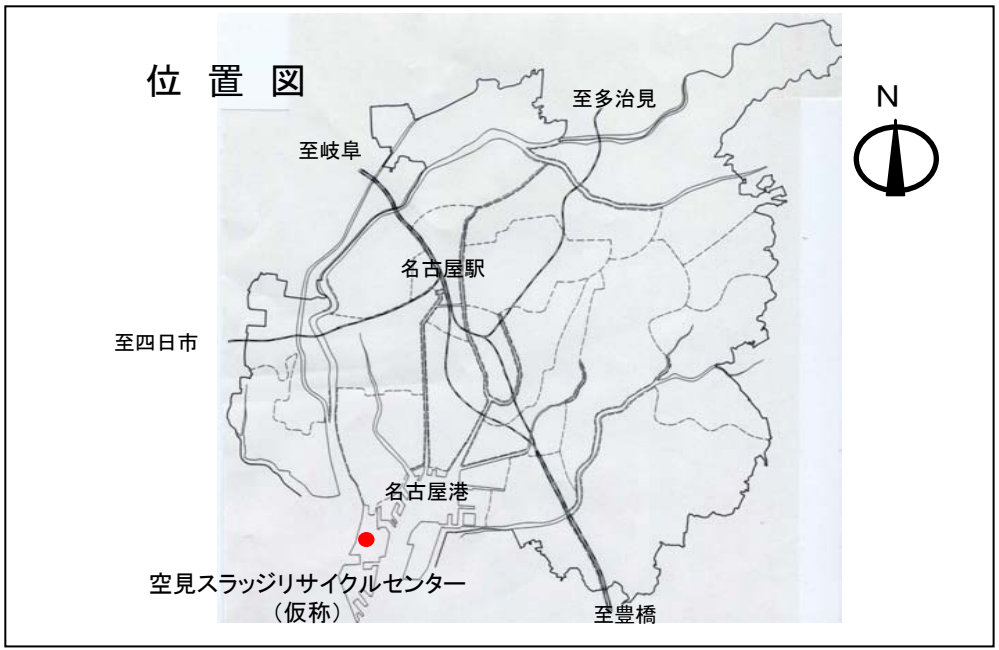 位置図
N
至多治見
至岐阜
名古屋駅
至四日市
名古屋港
空見スラッジリサイクルセンター
（仮称）
至豊橋